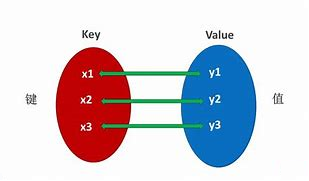 Key Value
x1 y1
键 x2 y2 值
x3 y3